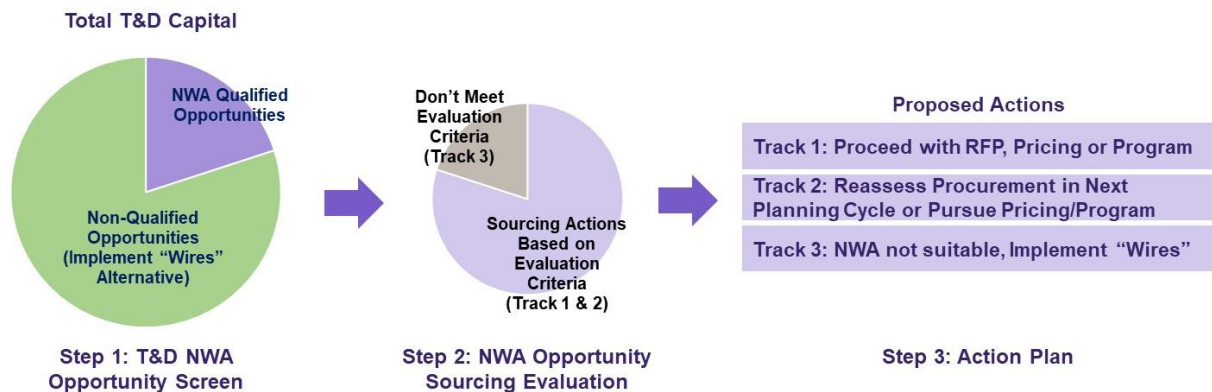 Total T&D Capital
NWA Qualified
Opportunities
Non-Qualified
Opportunities
(Implement “Wires”
Alternative)
Step 1: T&D NWA
Opportunity Screen
Don’t Meet
Evaluation
Criteria
(Track 3)
Sourcing Actions
Based on
Evaluation
Criteria
(Track 1 & 2)
Step 2: NWA Opportunity
Sourcing Evaluation
Proposed Actions
Track 1: Proceed with RFP, Pricing or Program
Track 2: Reassess Procurement in Next
Planning Cycle or Pursue Pricing/Program
Track 3: NWA not suitable, Implement “Wires”
Step 3: Action Plan